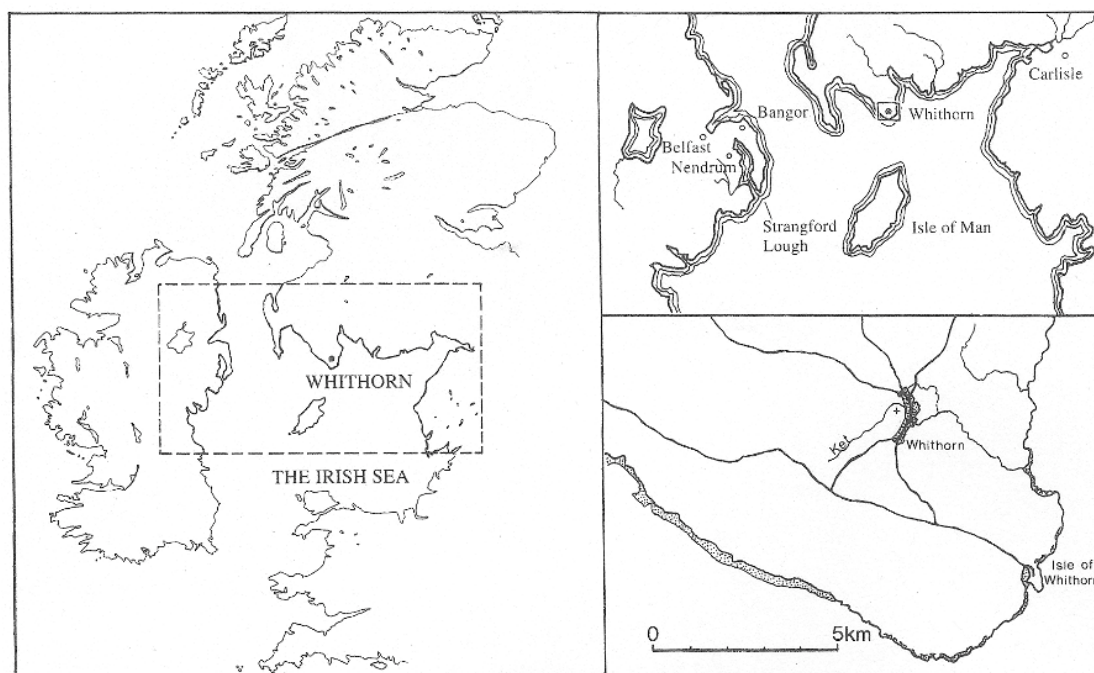 WHITHORN
THE IRISH SEA
Carlisle
Bangor
Whithorn
Belfast
Nendrum
Strangford
Lough
Isle of Man
Ket
Whithorn
Isle of
Whithorn
0
5km